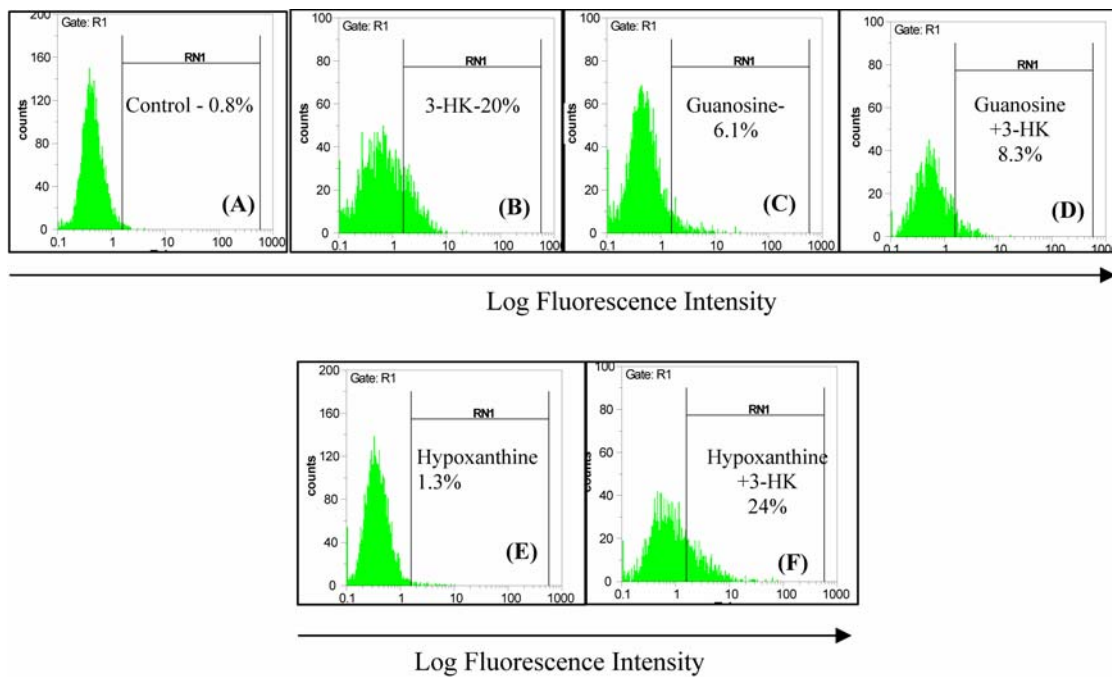 200
Gate: R1
160
120
80
40
0
counts
RN1
Control - 0.8%
(A)
0.1 1 10 100 1000
100
Gate: R1
80
60
40
20
0
counts
RN1
3-HK-20%
(B)
0.1 1 10 100 1000
100
Gate: R1
80
60
40
20
0
counts
RN1
Guanosine-
6.1%
(C)
0.1 1 10 100 1000
100
Gate: R1
80
60
40
20
0
counts
RN1
Guanosine
+3-HK
8.3%
(D)
0.1 1 10 100 1000
Log Fluorescence Intensity
200
Gate: R1
160
120
80
40
0
counts
RN1
Hypoxanthine
1.3%
(E)
0.1 1 10 100 1000
100
Gate: R1
80
60
40
20
0
counts
RN1
Hypoxanthine
+3-HK
24%
(F)
0.1 1 10 100 1000
Log Fluorescence Intensity